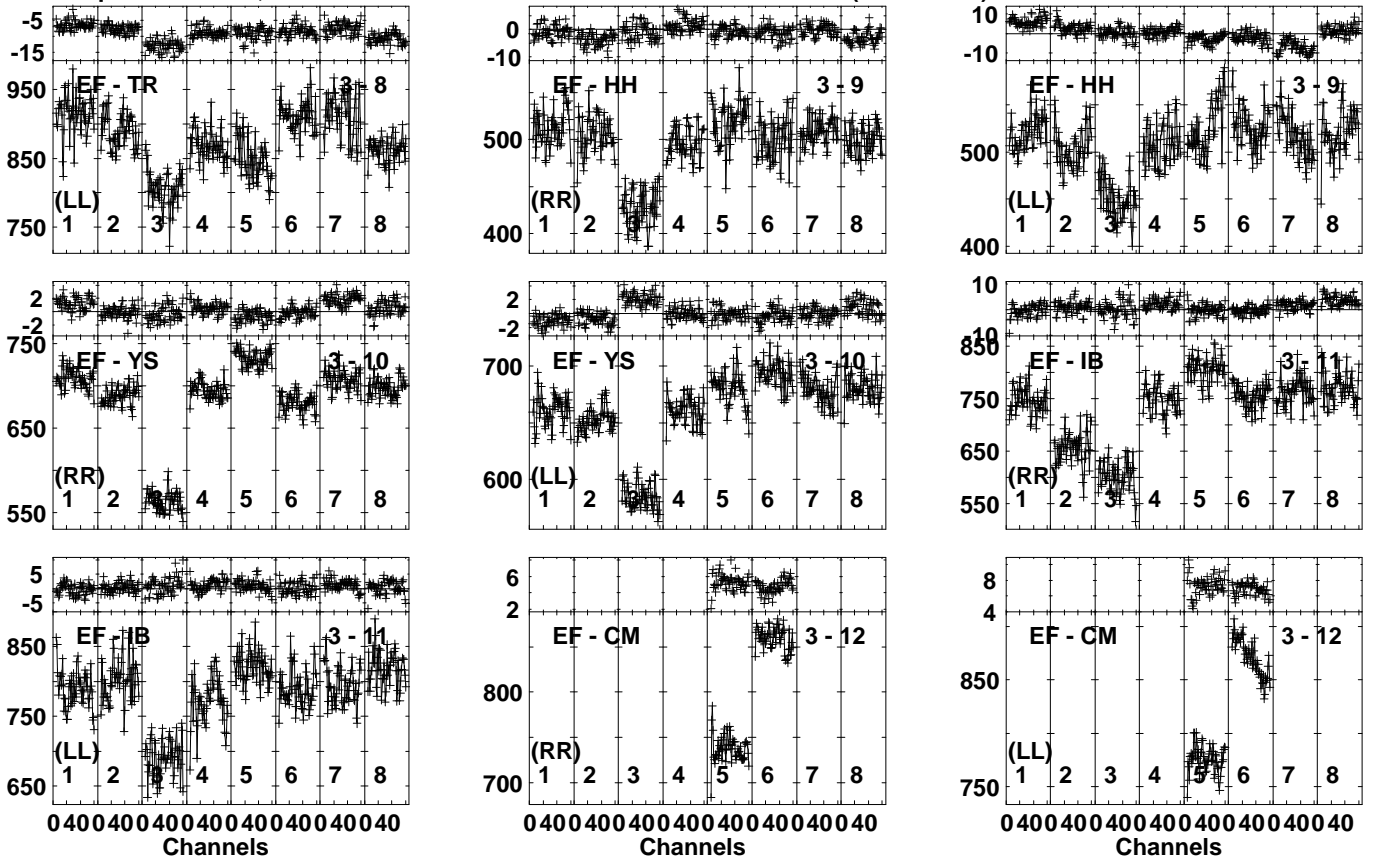 -5 0 10
-15 -10 -10
950 EF - TR 3 - 8 EF - HH 3 - 9 EF - HH 3 - 9
850 500 500
(LL) (RR) (LL)
750 1 2 3 4 5 6 7 8 400 1 2 3 4 5 6 7 8 400 1 2 3 4 5 6 7 8
2 2 10
-2 -2 -10
750 EF - YS 3 - 10 700 EF - YS 3 - 10 850 EF - IB 3 - 11
750
650 650
(RR) 600 (LL) (RR)
550 1 2 3 4 5 6 7 8 1 2 3 4 5 6 7 8 550 1 2 3 4 5 6 7 8
5 6 8
-5 2 4
EF - IB 3 - 11 EF - CM 3 - 12 EF - CM 3 - 12
850 800 850
750
(LL) (RR) (LL)
650 1 2 3 4 5 6 7 8 700 1 2 3 4 5 6 7 8 750 1 2 3 4 5 6 7 8
0 40 0 40 0 40 0 40 0 40 0 40 0 40 0 40 0 40 0 40 0 40 0 40 0 40 0 40 0 40 0 40 0 40 0 40 0 40 0 40 0 40 0 40 0 40 0 40
Channels Channels Channels